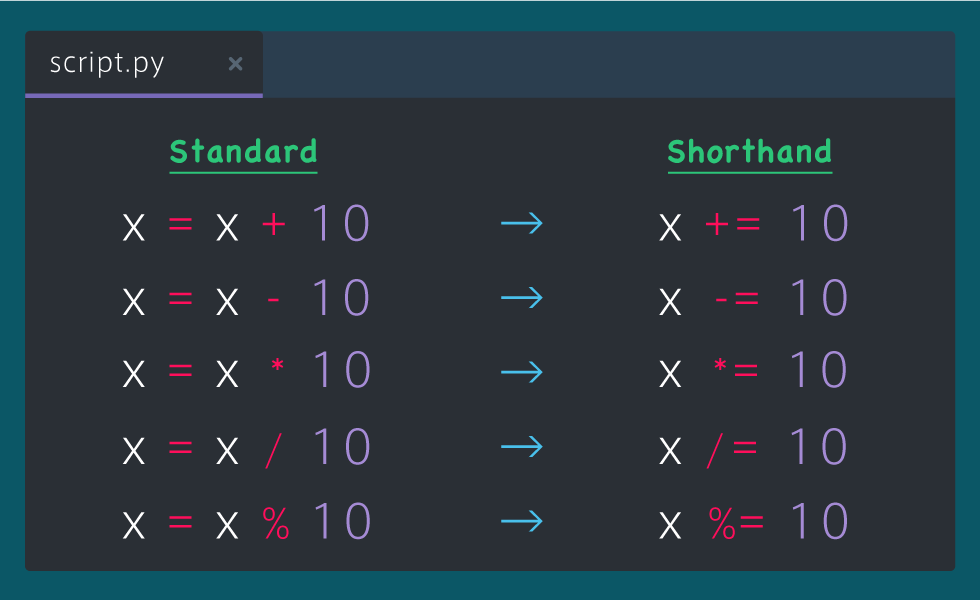 script.py ×
Standard Shorthand
x = x + 10 → x += 10
x = x - 10 → x -= 10
x = x * 10 → x *= 10
x = x / 10 → x /= 10
x = x % 10 → x %= 10